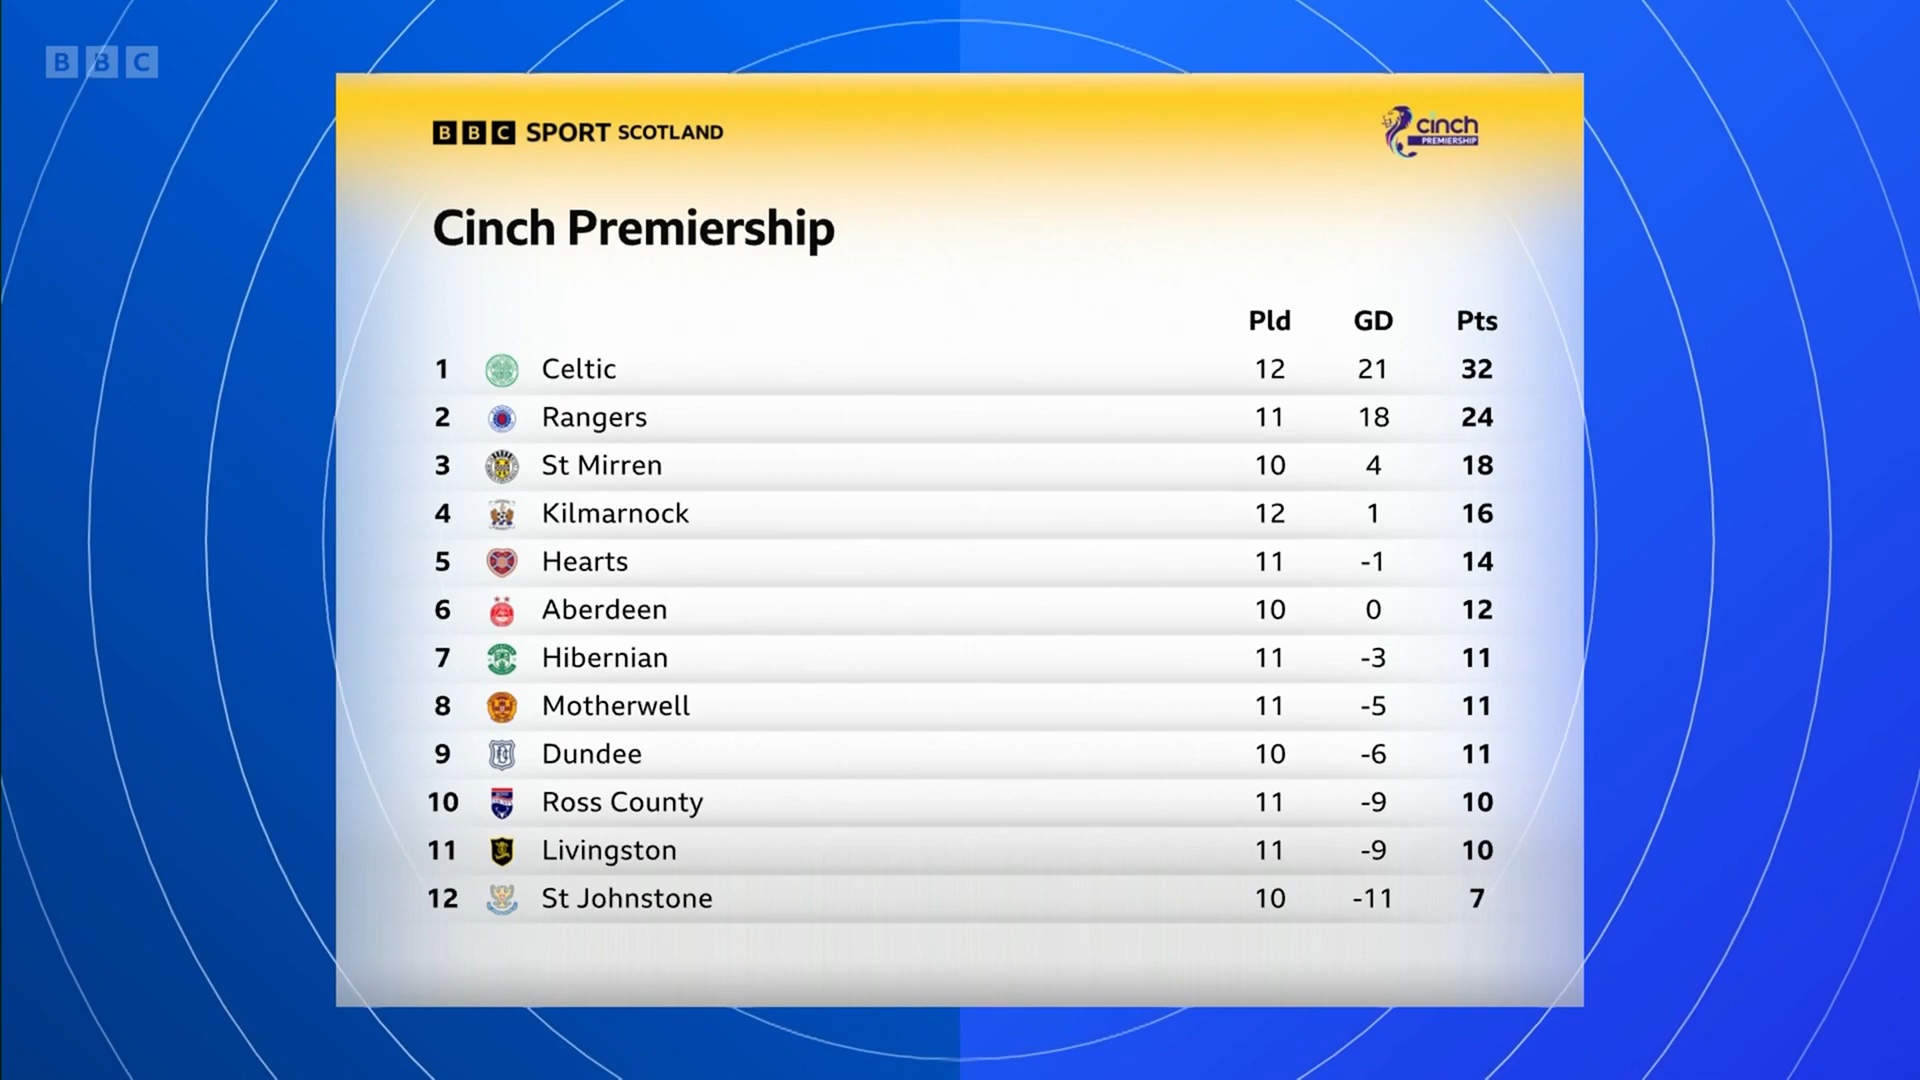 BBC
BBC SPORT SCOTLAND
cinch
PREMIERSHIP
Cinch Premiership
Pld GD Pts
1 Celtic 12 21 32
2 Rangers 11 18 24
3 St Mirren 10 4 18
4 Kilmarnock 12 1 16
5 Hearts 11 -1 14
6 Aberdeen 10 0 12
7 Hibernian 11 -3 11
8 Motherwell 11 -5 11
9 Dundee 10 -6 11
10 Ross County 11 -9 10
11 Livingston 11 -9 10
12 St Johnstone 10 -11 7